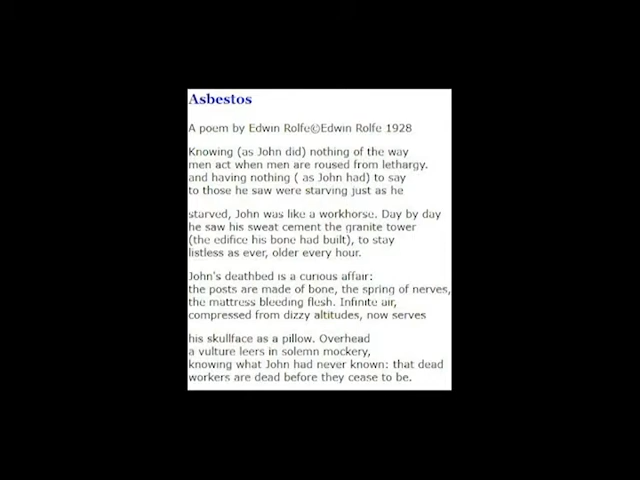 Asbestos
A poem by Edwin Rolfe©Edwin Rolfe 1928
Knowing (as John did) nothing of the way
men act when men are roused from lethargy.
and having nothing ( as John had) to say
to those he saw were starving just as he
starved, John was like a workhorse. Day by day
he saw his sweat cement the granite tower
(the edifice his bone had built), to stay
listless as ever, older every hour.
John's deathbed is a curious affair:
the posts are made of bone, the spring of nerves,
the mattress bleeding flesh. Infinite air,
compressed from dizzy altitudes, now serves
his skullface as a pillow. Overhead
a vulture leers in solemn mockery,
knowing what John had never known: that dead
workers are dead before they cease to be.